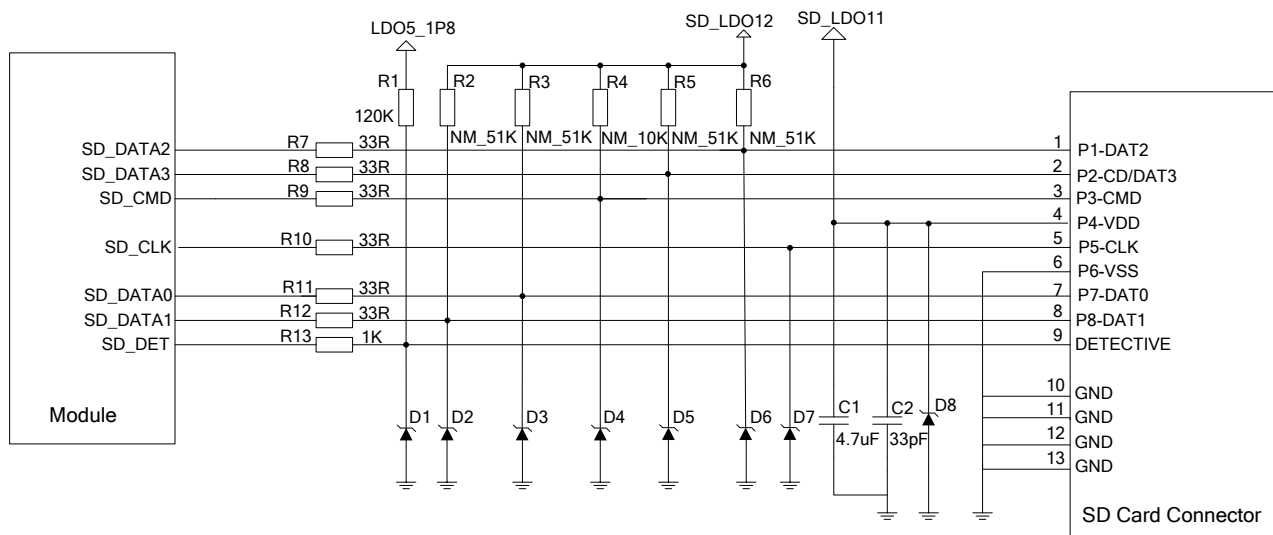 SD_LDO12 SD_LDO11
LDO5_1P8
R1 R2 R3 R4 R5 R6
120K
NM_51K NM_51K NM_10K NM_51K NM_51K
SD_DATA2 R7 33R 1 P1-DAT2
SD_DATA3 R8 33R 2 P2-CD/DAT3
SD_CMD R9 33R 3 P3-CMD
4 P4-VDD
SD_CLK R10 33R 5 P5-CLK
6 P6-VSS
SD_DATA0 R11 33R 7 P7-DAT0
SD_DATA1 R12 33R 8 P8-DAT1
SD_DET R13 1K 9 DETECTIVE
10 GND
11 GND
12 GND
13 GND
Module D1 D2 D3 D4 D5 D6 D7 C1 C2 D8
4.7uF 33pF
SD Card Connector